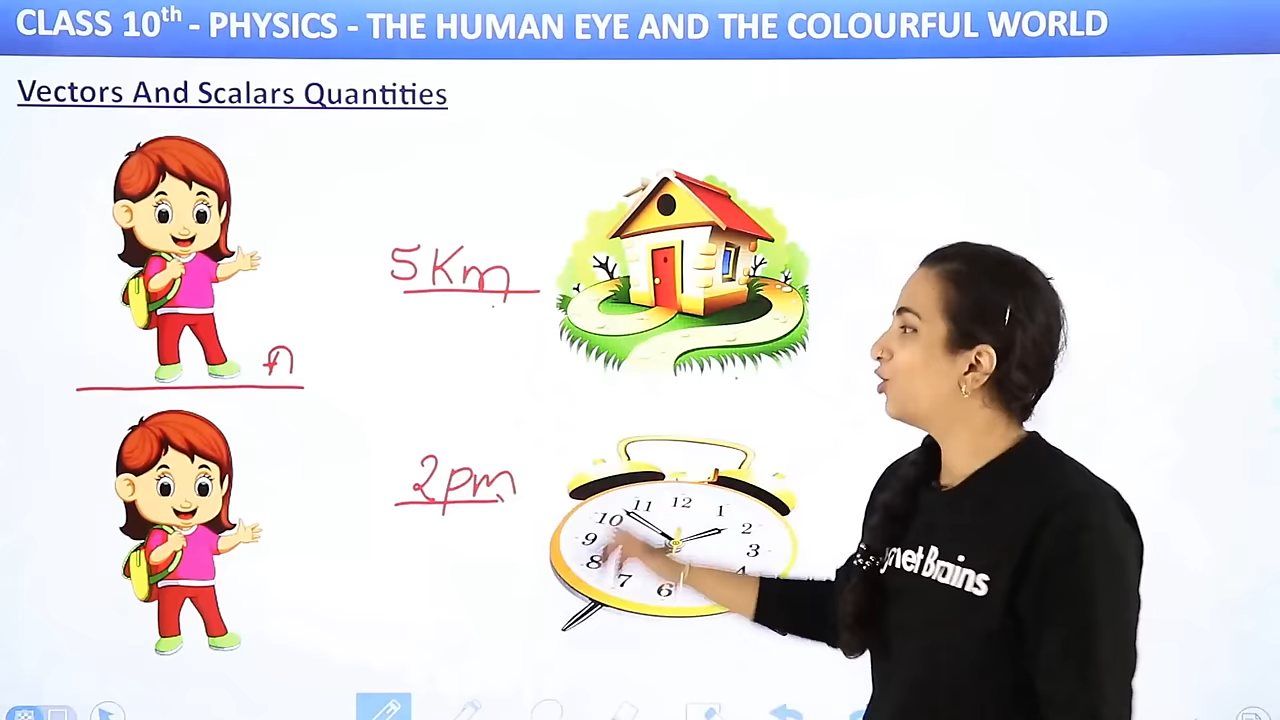 CLASS 10th - PHYSICS - THE HUMAN EYE AND THE COLOURFUL WORLD
Vectors And Scalars Quantities
5 Km
2pm
11 12 1
10 2
9 3
8
7 6
Brains